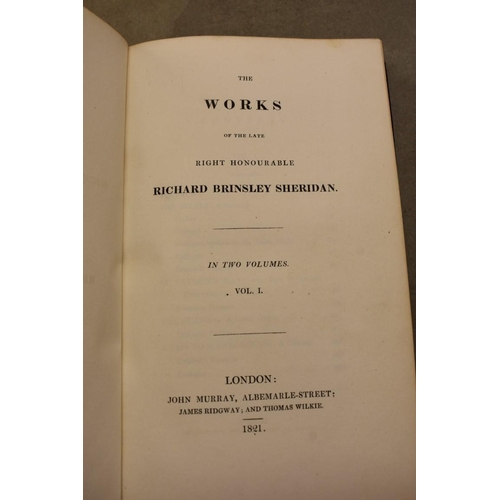 THE
WORKS
OF THE LATE
RIGHT HONOURABLE
RICHARD BRINSLEY SHERIDAN.
IN TWO VOLUMES.
VOL. I.
LONDON:
JOHN MURRAY, ALBEMARLE-STREET:
JAMES RIDGWAY; AND THOMAS WILKIE.
1821.